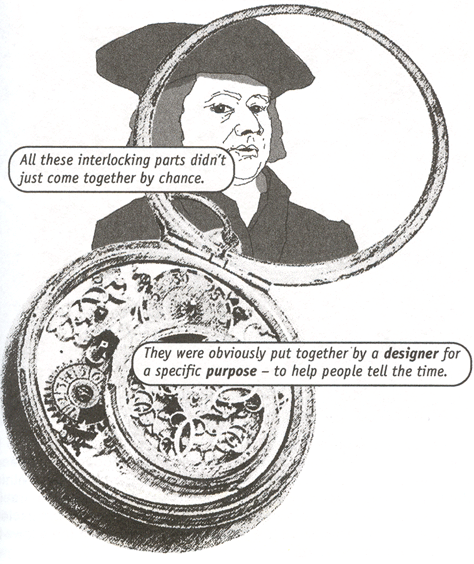 All these interlocking parts didn't
just come together by chance.
They were obviously put together by a designer for
a specific purpose – to help people tell the time.